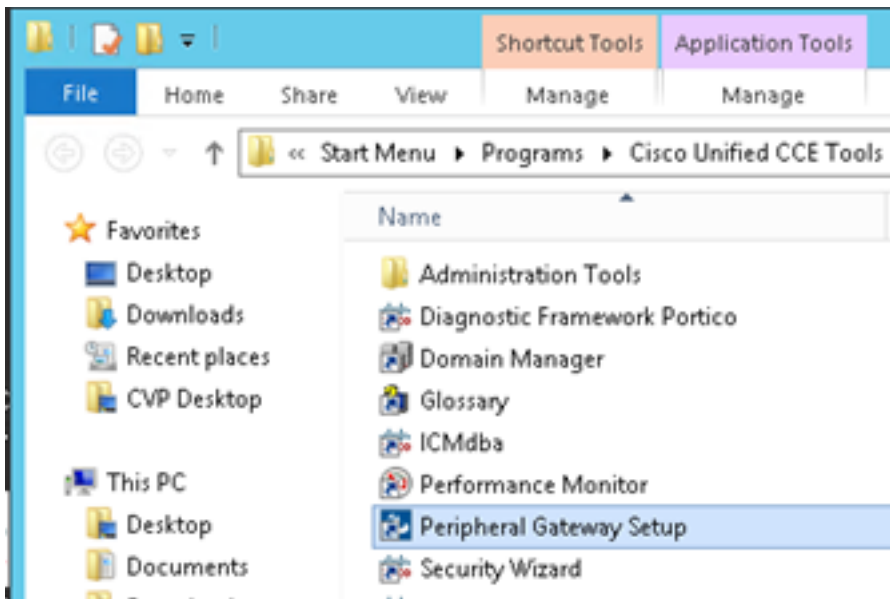 Shortcut Tools Application Tools
File Home Share View Manage Manage
« Start Menu ▸ Programs ▸ Cisco Unified CCE Tools
Name
Favorites
Desktop
Downloads
Recent places
CVP Desktop
This PC
Desktop
Documents
Administration Tools
Diagnostic Framework Portico
Domain Manager
Glossary
ICMdba
Performance Monitor
Peripheral Gateway Setup
Security Wizard